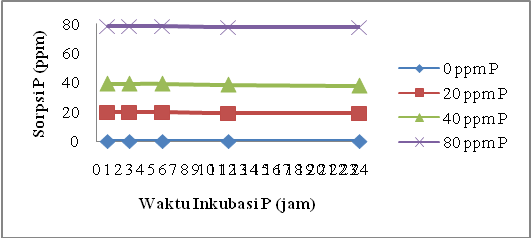 80
60
40
20
0
Sorpsi P (ppm)
0 1 2 3 4 5 6 7 8 9 10 11 12 13 14 15 16 17 18 19 20 21 22 23 24
Waktu Inkubasi P (jam)
0 ppm P
20 ppm P
40 ppm P
80 ppm P